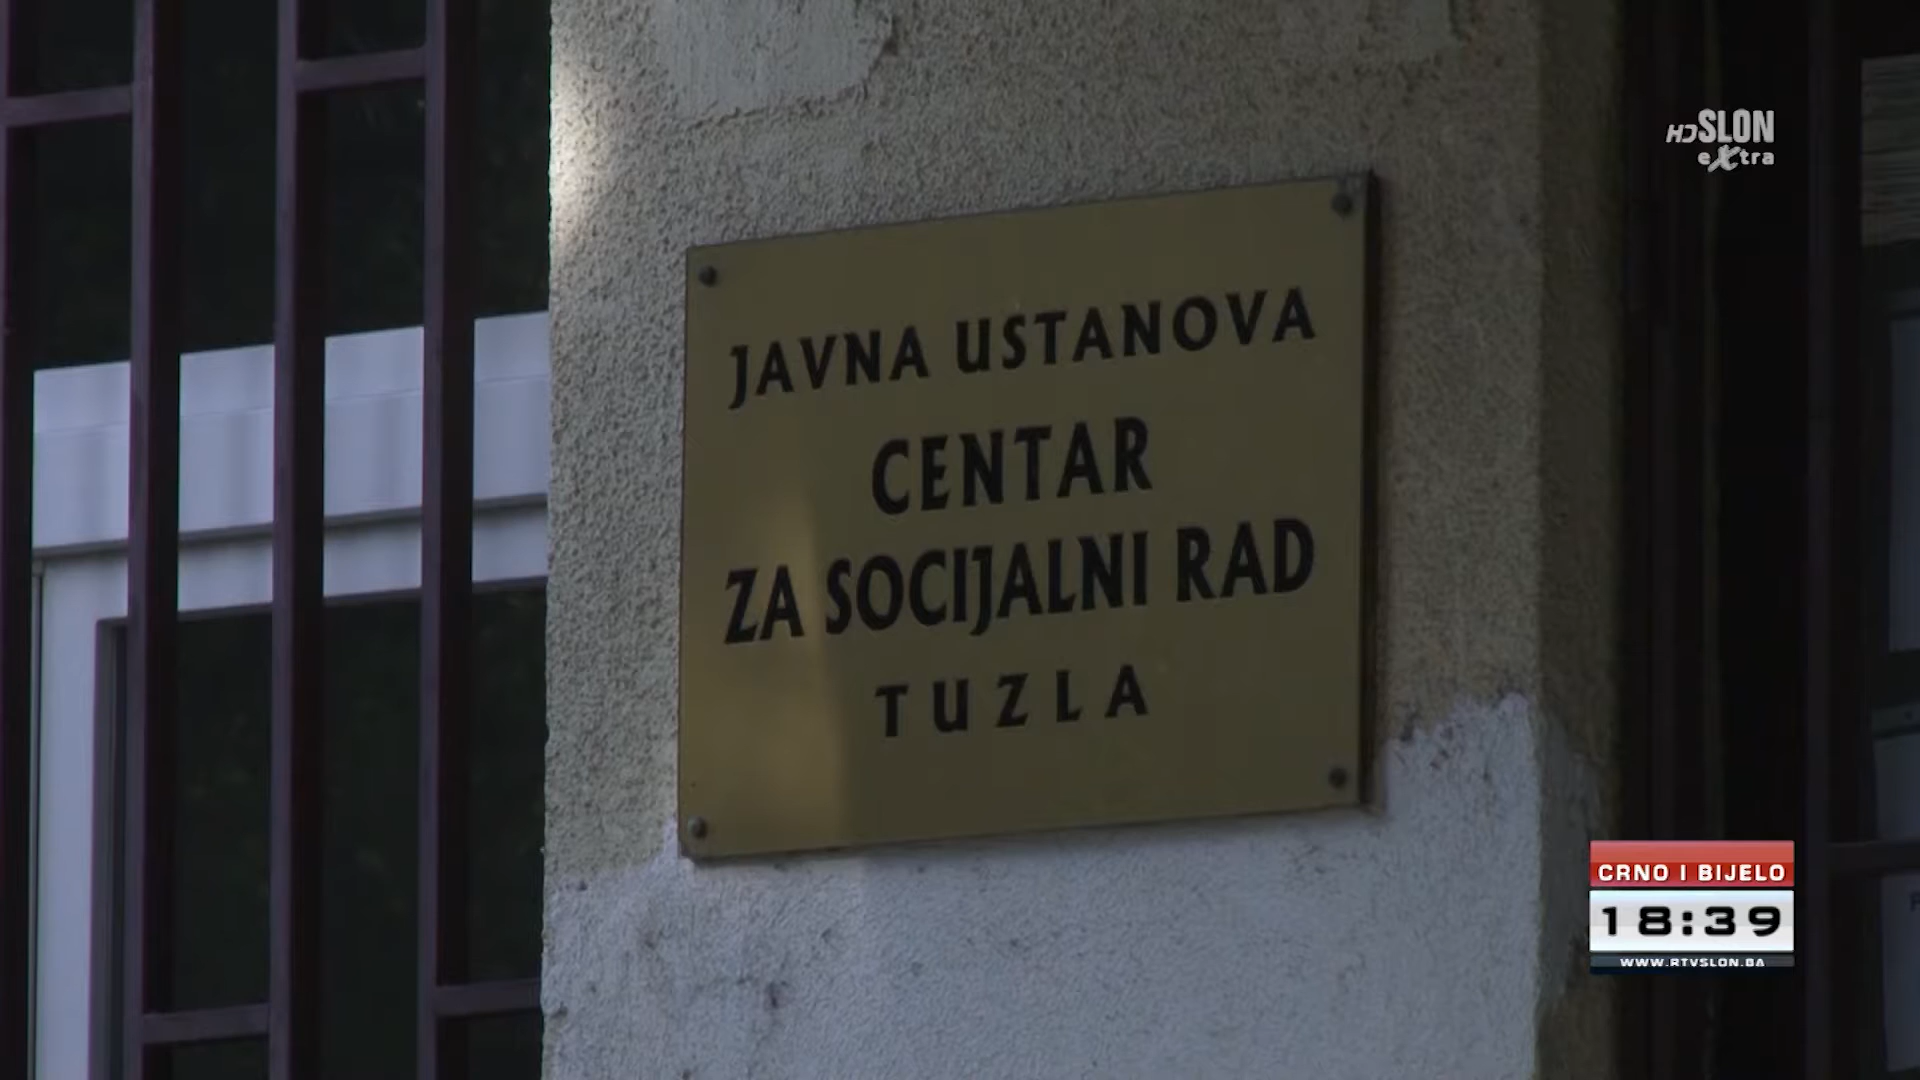 HD SLON
extra
JAVNA USTANOVA
CENTAR
ZA SOCIJALNI RAD
TUZLA
CRNO I BIJELO
18:39
WWW.RTVSLON.BA